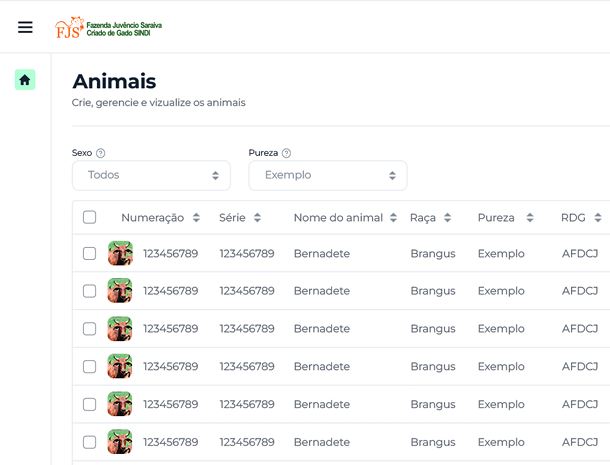 FJS
Fazenda Juvêncio Saraiva
Criado de Gado SINDI
Animais
Crie, gerencie e vizualize os animais
Sexo ?
Pureza ?
Todos
Exemplo
Numeração Série Nome do animal Raça Pureza RDG
123456789 123456789 Bernadete Brangus Exemplo AFDCJ
123456789 123456789 Bernadete Brangus Exemplo AFDCJ
123456789 123456789 Bernadete Brangus Exemplo AFDCJ
123456789 123456789 Bernadete Brangus Exemplo AFDCJ
123456789 123456789 Bernadete Brangus Exemplo AFDCJ
123456789 123456789 Bernadete Brangus Exemplo AFDCJ